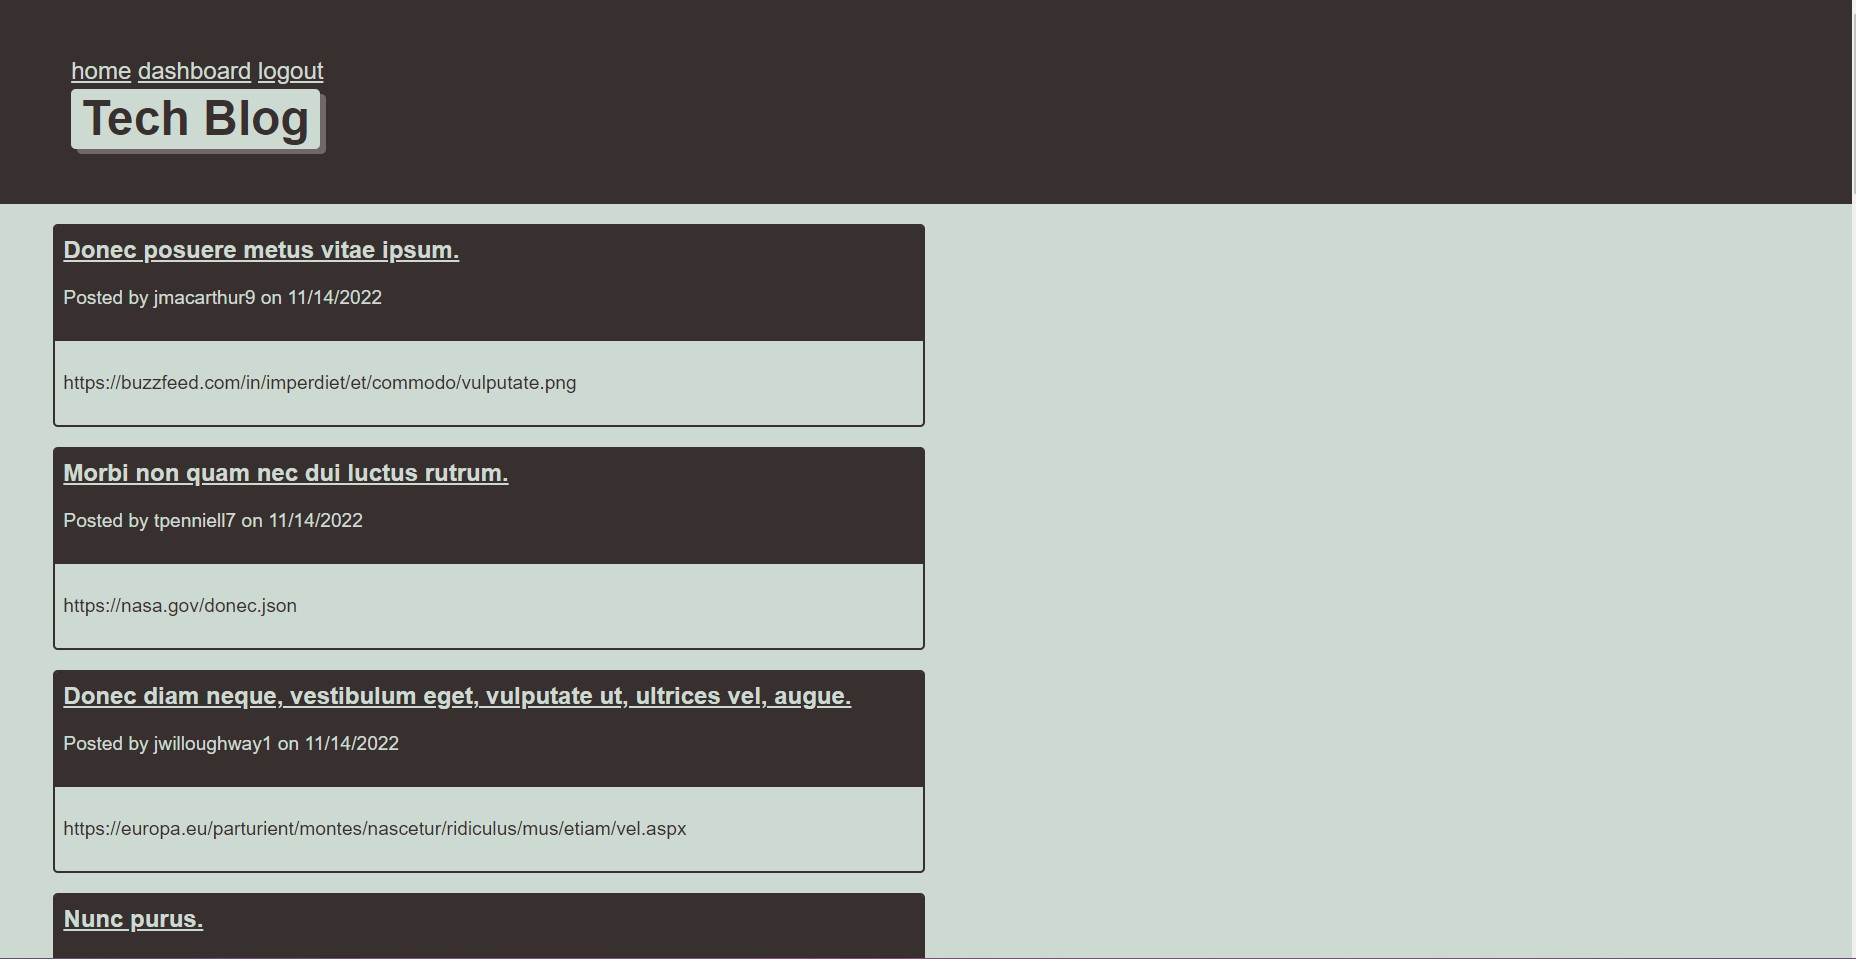 home dashboard logout
Tech Blog
Donec posuere metus vitae ipsum.
Posted by jmacarthur9 on 11/14/2022
https://buzzfeed.com/in/imperdiet/et/commodo/vulputate.png
Morbi non quam nec dui luctus rutrum.
Posted by tpenniell7 on 11/14/2022
https://nasa.gov/donec.json
Donec diam neque, vestibulum eget, vulputate ut, ultrices vel, augue.
Posted by jwilloughway1 on 11/14/2022
https://europa.eu/parturient/montes/nascetur/ridiculus/mus/etiam/vel.aspx
Nunc purus.